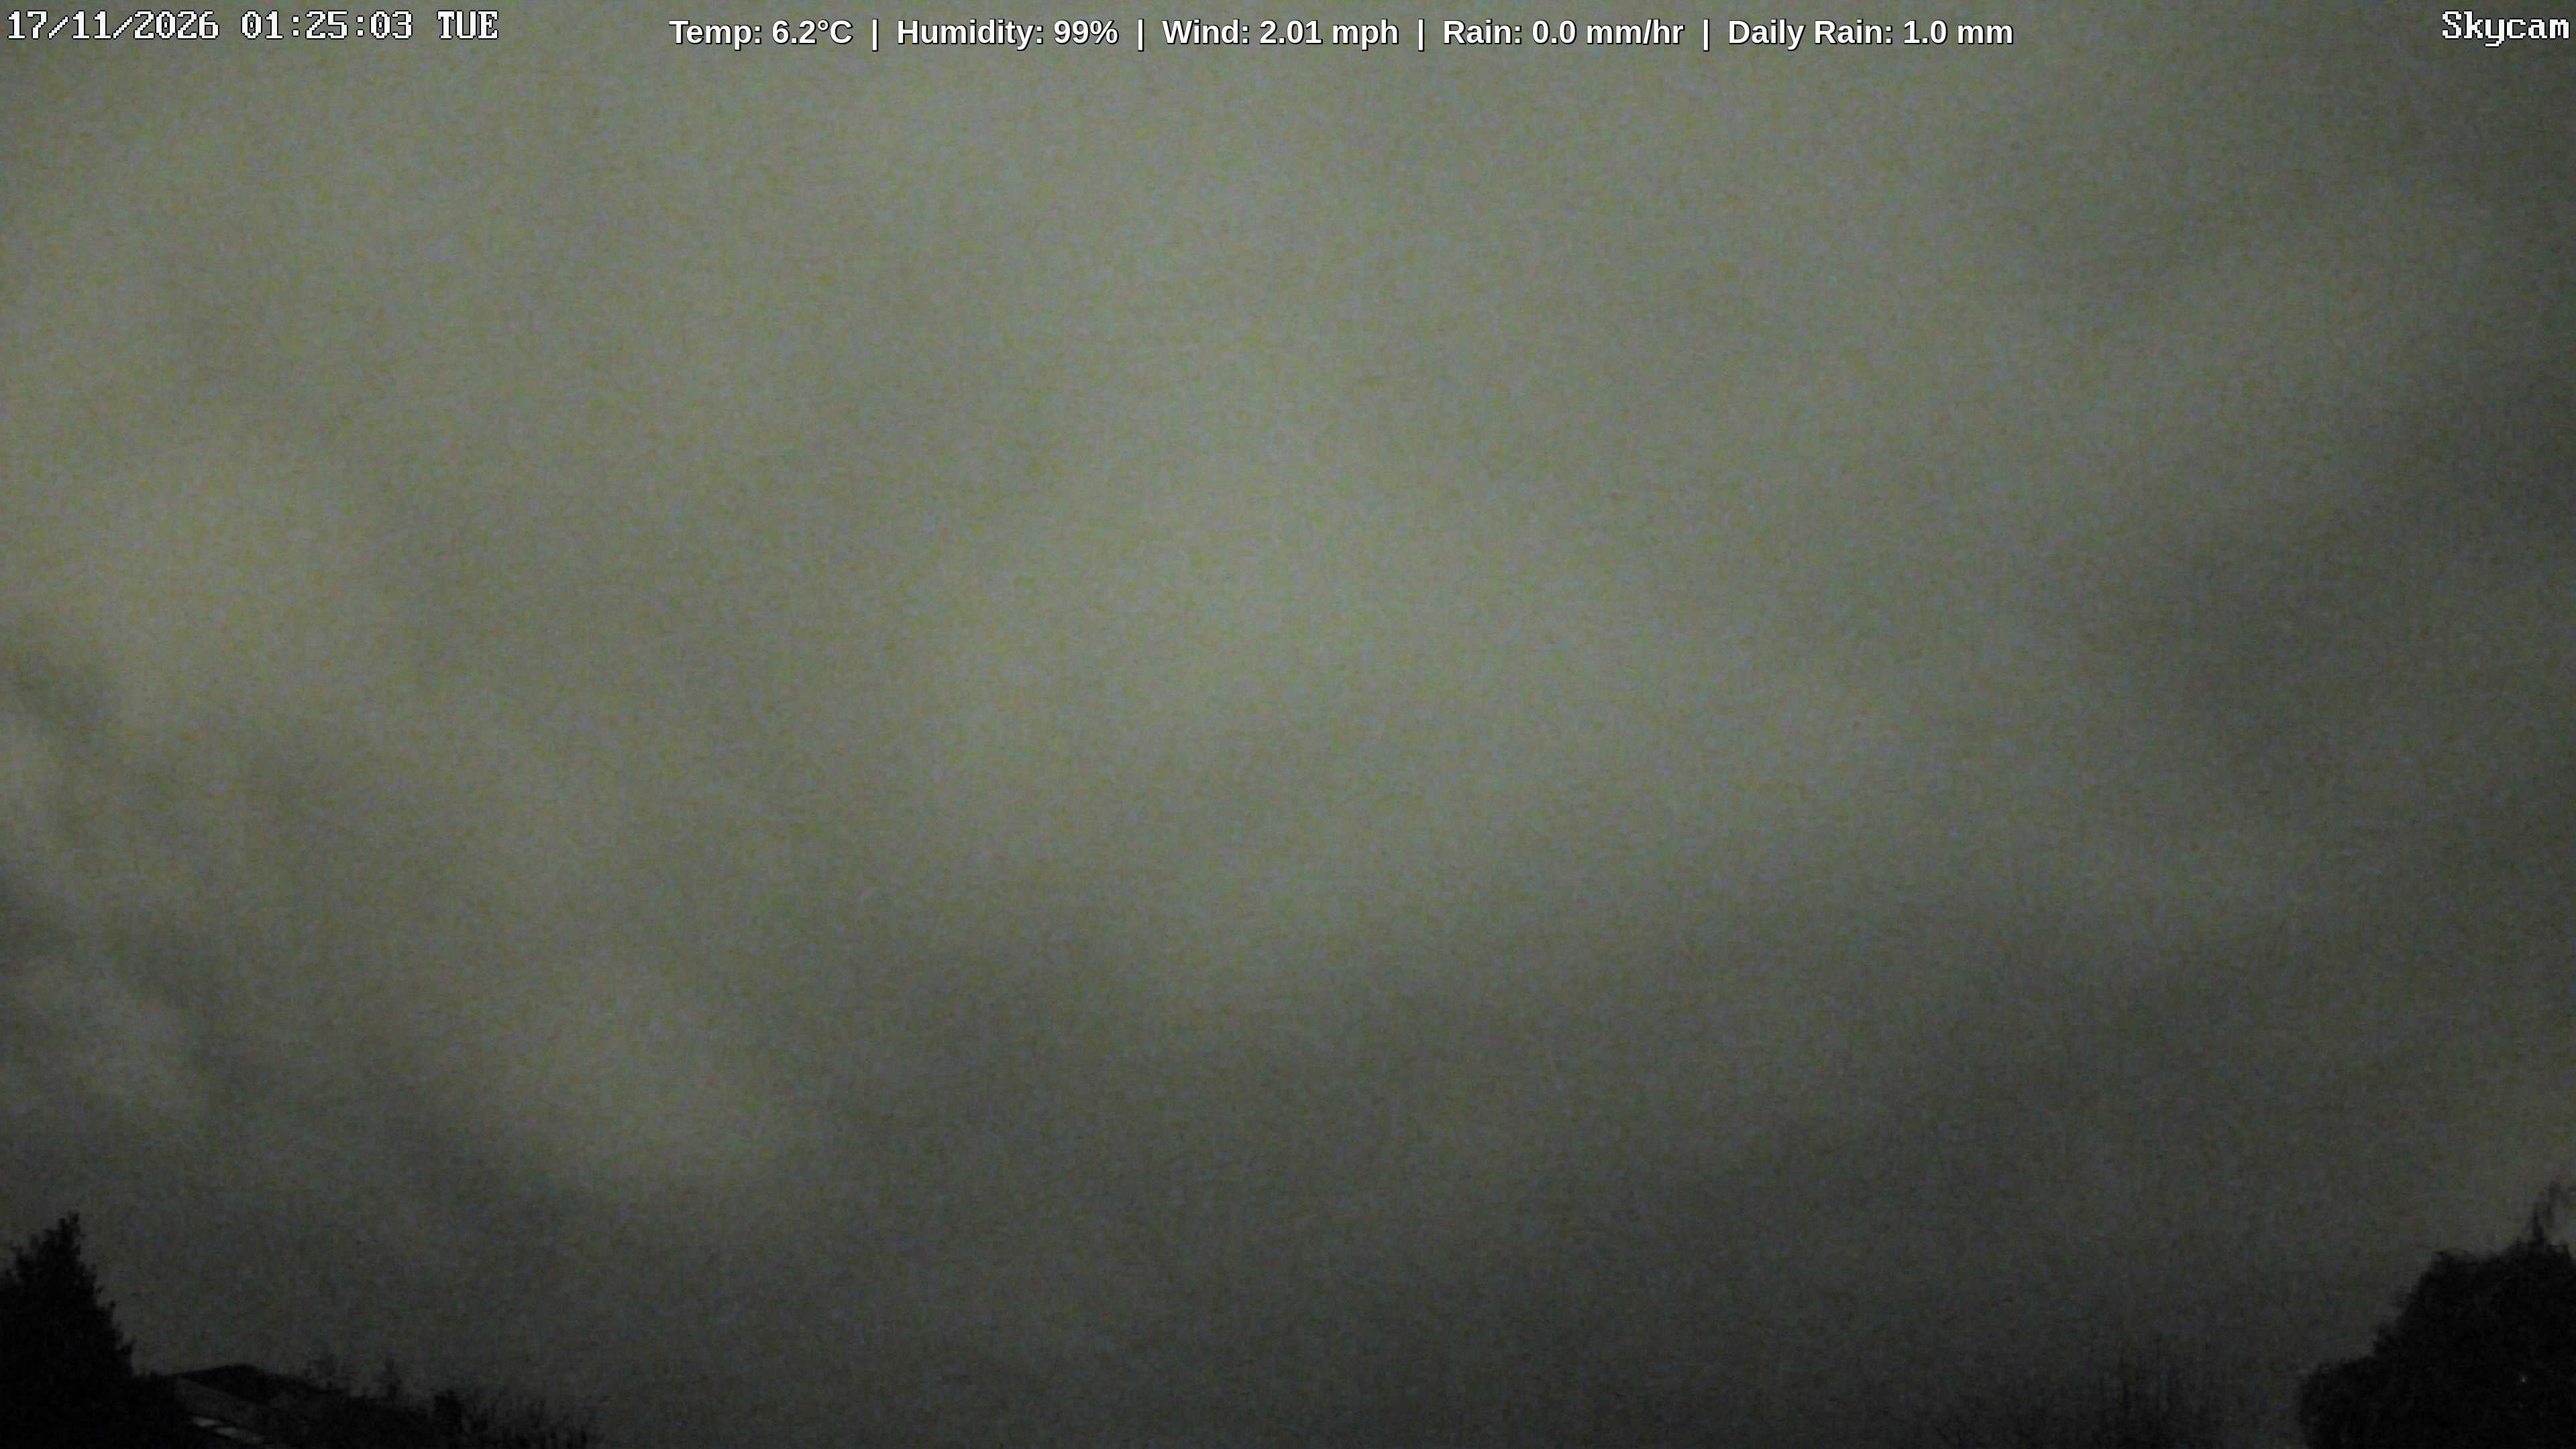 17/11/2026 01:25:03 TUE
Temp: 6.2°C | Humidity: 99% | Wind: 2.01 mph | Rain: 0.0 mm/hr | Daily Rain: 1.0 mm
Skycam